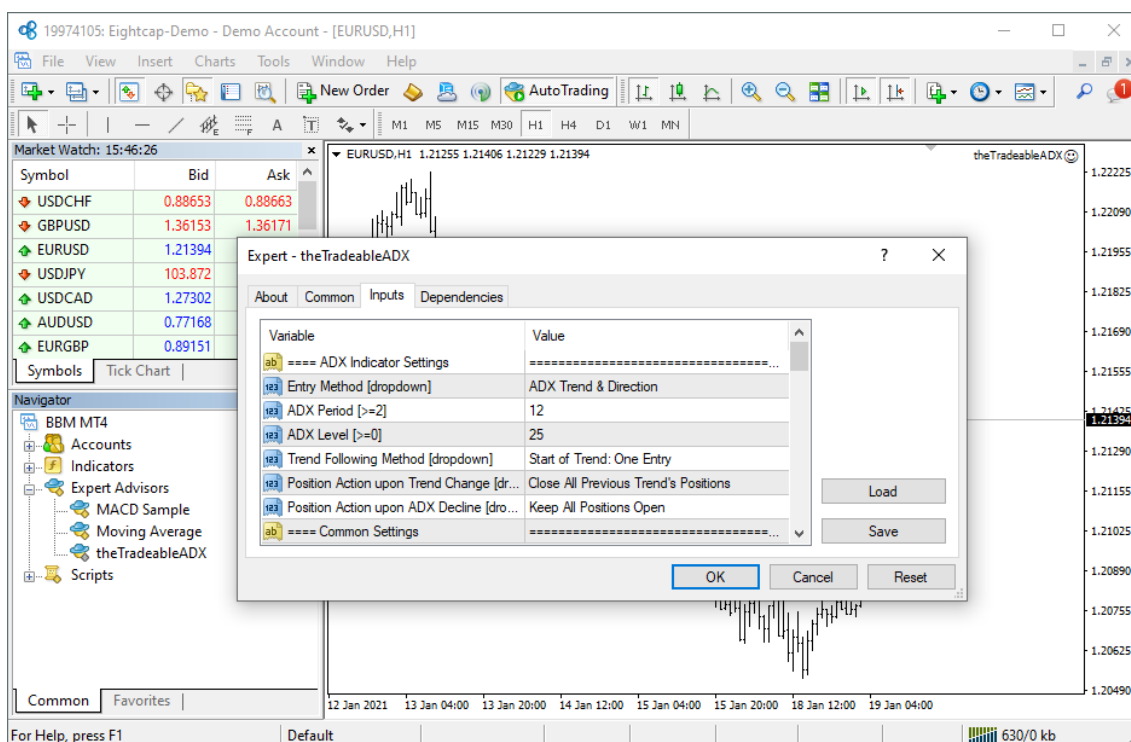 19974105: Eightcap-Demo - Demo Account - [EURUSD,H1]
File View Insert Charts Tools Window Help
New Order AutoTrading 1
A T M1 M5 M15 M30 H1 H4 D1 W1 MN
Market Watch: 15:46:26
Symbol Bid Ask
USDCHF 0.88653 0.88663
GBPUSD 1.36153 1.36171
EURUSD 1.21394
USDJPY 103.872
USDCAD 1.27302
AUDUSD 0.77168
EURGBP 0.89151
Symbols Tick Chart
Navigator
BBM MT4
Accounts
Indicators
Expert Advisors
MACD Sample
Moving Average
theTradeableADX
Scripts
Common Favorites
EURUSD,H1 1.21255 1.21406 1.21229 1.21394
theTradeableADX
1.22225
1.22090
1.21955
1.21825
1.21690
1.21555
1.21425
1.21394
1.21290
1.21155
1.21025
1.20890
1.20755
1.20625
1.20490
12 Jan 2021 13 Jan 04:00 13 Jan 20:00 14 Jan 12:00 15 Jan 04:00 15 Jan 20:00 18 Jan 12:00 19 Jan 04:00
Expert - theTradeableADX ?
About Common Inputs Dependencies
Variable Value
ab ==== ADX Indicator Settings ================================...
123 Entry Method [dropdown] ADX Trend & Direction
123 ADX Period [>=2] 12
123 ADX Level [>=0] 25
123 Trend Following Method [dropdown] Start of Trend: One Entry
123 Position Action upon Trend Change [dr... Close All Previous Trend's Positions
123 Position Action upon ADX Decline [dro... Keep All Positions Open
ab ==== Common Settings ================================...
Load
Save
OK Cancel Reset
For Help, press F1 Default 630/0 kb